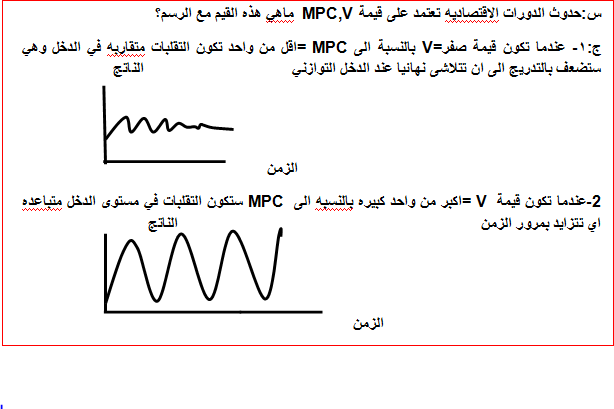 س:حدوث الدورات الاقتصاديه تعتمد على قيمة MPC,V ماهي هذه القيم مع الرسم؟
ج:١- عندما تكون قيمة صفر=V بالنسبة الى MPC =اقل من واحد تكون التقلبات متقاربه في الدخل وهي
ستضعف بالتدريج الى ان تتلاشى نهائيا عند الدخل التوازني
الناتج
الزمن
2-عندما تكون قيمة V =اكبر من واحد كبيره بالنسبه الى MPC ستكون التقلبات في مستوى الدخل متباعده
اي تتزايد بمرور الزمن
الناتج
الزمن